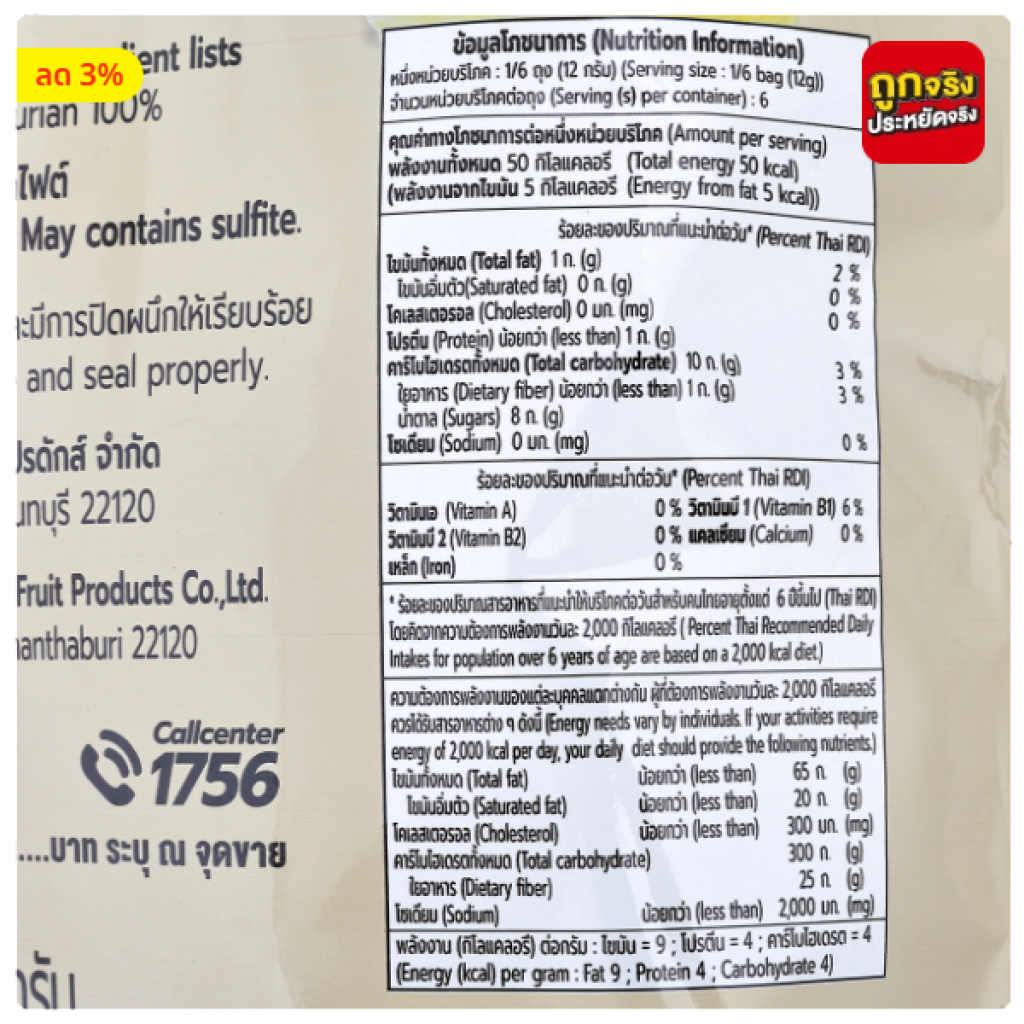 ลด 3%
ent lists
urian 100%
ไฟต์
May contains sulfite.
ะมีการปิดผนึกให้เรียบร้อย
and seal properly.
ปรดักส์ จำกัด
นทบุรี 22120
Fruit Products Co.,Ltd.
anthaburi 22120
Callcenter
1756
....บาท ระบุ ณ จุดขาย
กรัม
ถูกจริง
ประหยัดจริง
ข้อมูลโภชนาการ (Nutrition Information)
หนึ่งหน่วยบริโภค : 1/6 ถุง (12 กรัม) (Serving size : 1/6 bag (12g))
จำนวนหน่วยบริโภคต่อถุง (Serving (s) per container) : 6
คุณค่าทางโภชนาการต่อหนึ่งหน่วยบริโภค (Amount per serving)
พลังงานทั้งหมด 50 กิโลแคลอรี (Total energy 50 kcal)
(พลังงานจากไขมัน 5 กิโลแคลอรี (Energy from fat 5 kcal))
ร้อยละของปริมาณที่แนะนำต่อวัน* (Percent Thai RDI)
ไขมันทั้งหมด (Total fat) 1 ก. (g) 2 %
ไขมันอิ่มตัว(Saturated fat) 0 ก. (g) 0 %
โคเลสเตอรอล (Cholesterol) 0 มก. (mg) 0 %
โปรตีน (Protein) น้อยกว่า (less than) 1 ก. (g)
คาร์โบไฮเดรตทั้งหมด (Total carbohydrate) 10 ก. (g) 3 %
ใยอาหาร (Dietary fiber) น้อยกว่า (less than) 1 ก. (g) 3 %
น้ำตาล (Sugars) 8 ก. (g)
โซเดียม (Sodium) 0 มก. (mg) 0 %
ร้อยละของปริมาณที่แนะนำต่อวัน* (Percent Thai RDI)
วิตามินเอ (Vitamin A) 0 % วิตามินบี 1 (Vitamin B1) 6 %
วิตามินบี 2 (Vitamin B2) 0 % แคลเซียม (Calcium) 0 %
เหล็ก (Iron) 0 %
* ร้อยละของปริมาณสารอาหารที่แนะนำให้บริโภคต่อวันสำหรับคนไทยอายุตั้งแต่ 6 ปีขึ้นไป (Thai RDI)
โดยคิดจากความต้องการพลังงานวันละ 2,000 กิโลแคลอรี ( Percent Thai Recommended Daily
Intakes for population over 6 years of age are based on a 2,000 kcal diet.)
ความต้องการพลังงานของแต่ละบุคคลแตกต่างกัน ผู้ที่ต้องการพลังงานวันละ 2,000 กิโลแคลอรี
ควรได้รับสารอาหารต่าง ๆ ดังนี้ (Energy needs vary by individuals. If your activities require
energy of 2,000 kcal per day, your daily diet should provide the following nutrients.)
ไขมันทั้งหมด (Total fat) น้อยกว่า (less than) 65 ก. (g)
ไขมันอิ่มตัว (Saturated fat) น้อยกว่า (less than) 20 ก. (g)
โคเลสเตอรอล (Cholesterol) น้อยกว่า (less than) 300 มก. (mg)
คาร์โบไฮเดรตทั้งหมด (Total carbohydrate) 300 ก. (g)
ใยอาหาร (Dietary fiber) 25 ก. (g)
โซเดียม (Sodium) น้อยกว่า (less than) 2,000 มก. (mg)
พลังงาน (กิโลแคลอรี) ต่อกรัม : ไขมัน = 9 ; โปรตีน = 4 ; คาร์โบไฮเดรต = 4
(Energy (kcal) per gram : Fat 9 ; Protein 4 ; Carbohydrate 4)